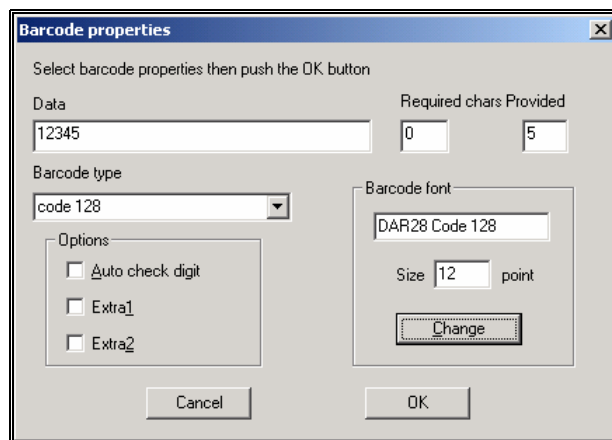 Barcode properties
Select barcode properties then push the OK button
Data
Required chars Provided
12345
0
5
Barcode type
code 128
Barcode font
DAR28 Code 128
Options
Auto check digit
Size 12 point
Extra1
Change
Extra2
Cancel
OK